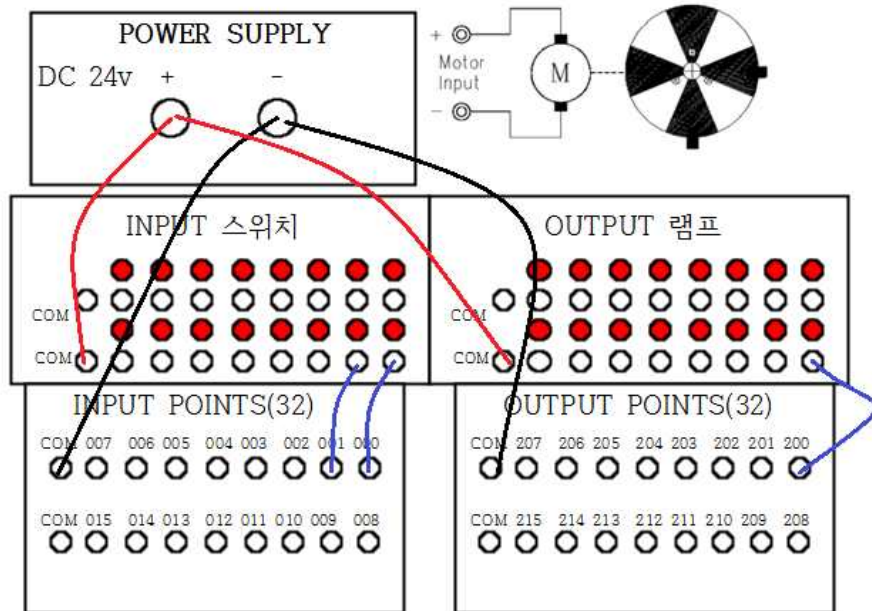 POWER SUPPLY
DC 24v + -
+
Motor
Input
-
M
INPUT 스위치
COM
COM
OUTPUT 램프
COM
COM
INPUT POINTS(32)
COM 007 006 005 004 003 002 001 000
COM 015 014 013 012 011 010 009 008
OUTPUT POINTS(32)
COM 207 206 205 204 203 202 201 200
COM 215 214 213 212 211 210 209 208